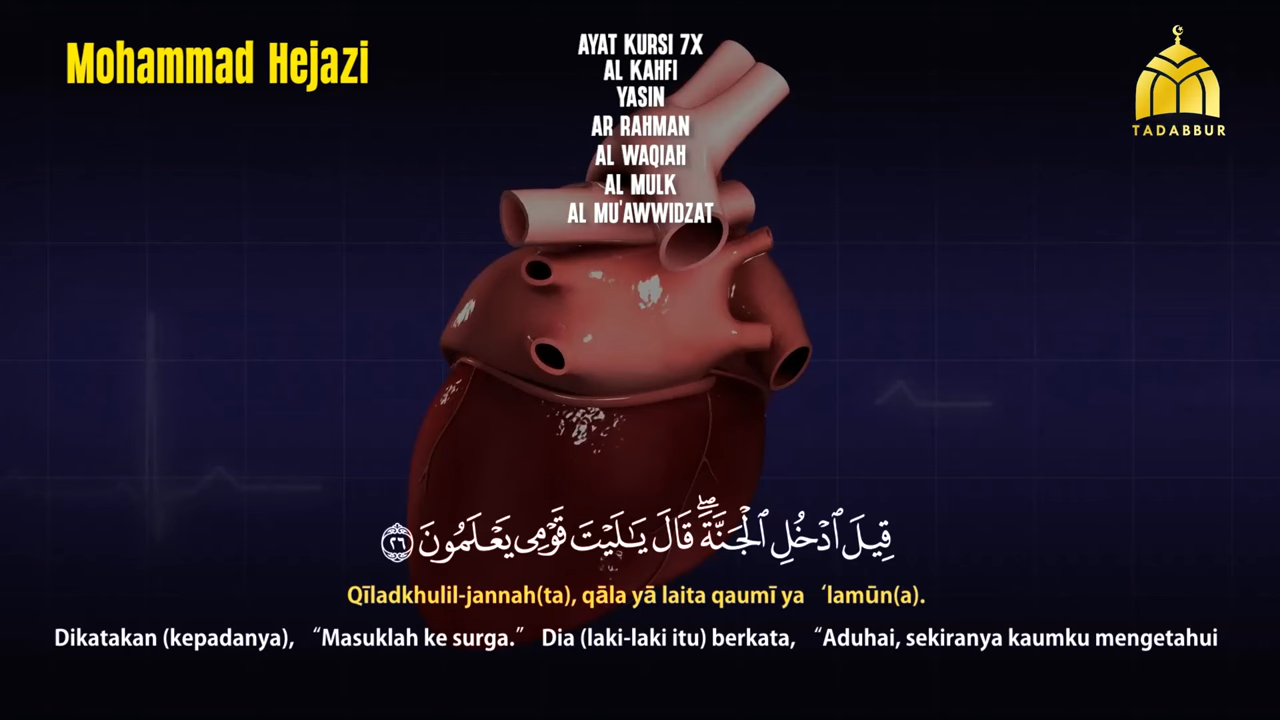 Mohammad Hejazi
AYAT KURSI 7X
AL KAHFI
YASIN
AR RAHMAN
AL WAQIAH
AL MULK
AL MU'AWWIDZAT
TADABBUR
قِيلَ ٱدْخُلِ ٱلْجَنَّةَۖ قَالَ يَـٰلَيْتَ قَوْمِى يَعْلَمُونَ ٢٦
Qīladkhulil-jannah(ta), qāla yā laita qaumī ya ‘lamūn(a).
Dikatakan (kepadanya), “Masuklah ke surga.” Dia (laki-laki itu) berkata, “Aduhai, sekiranya kaumku mengetahui